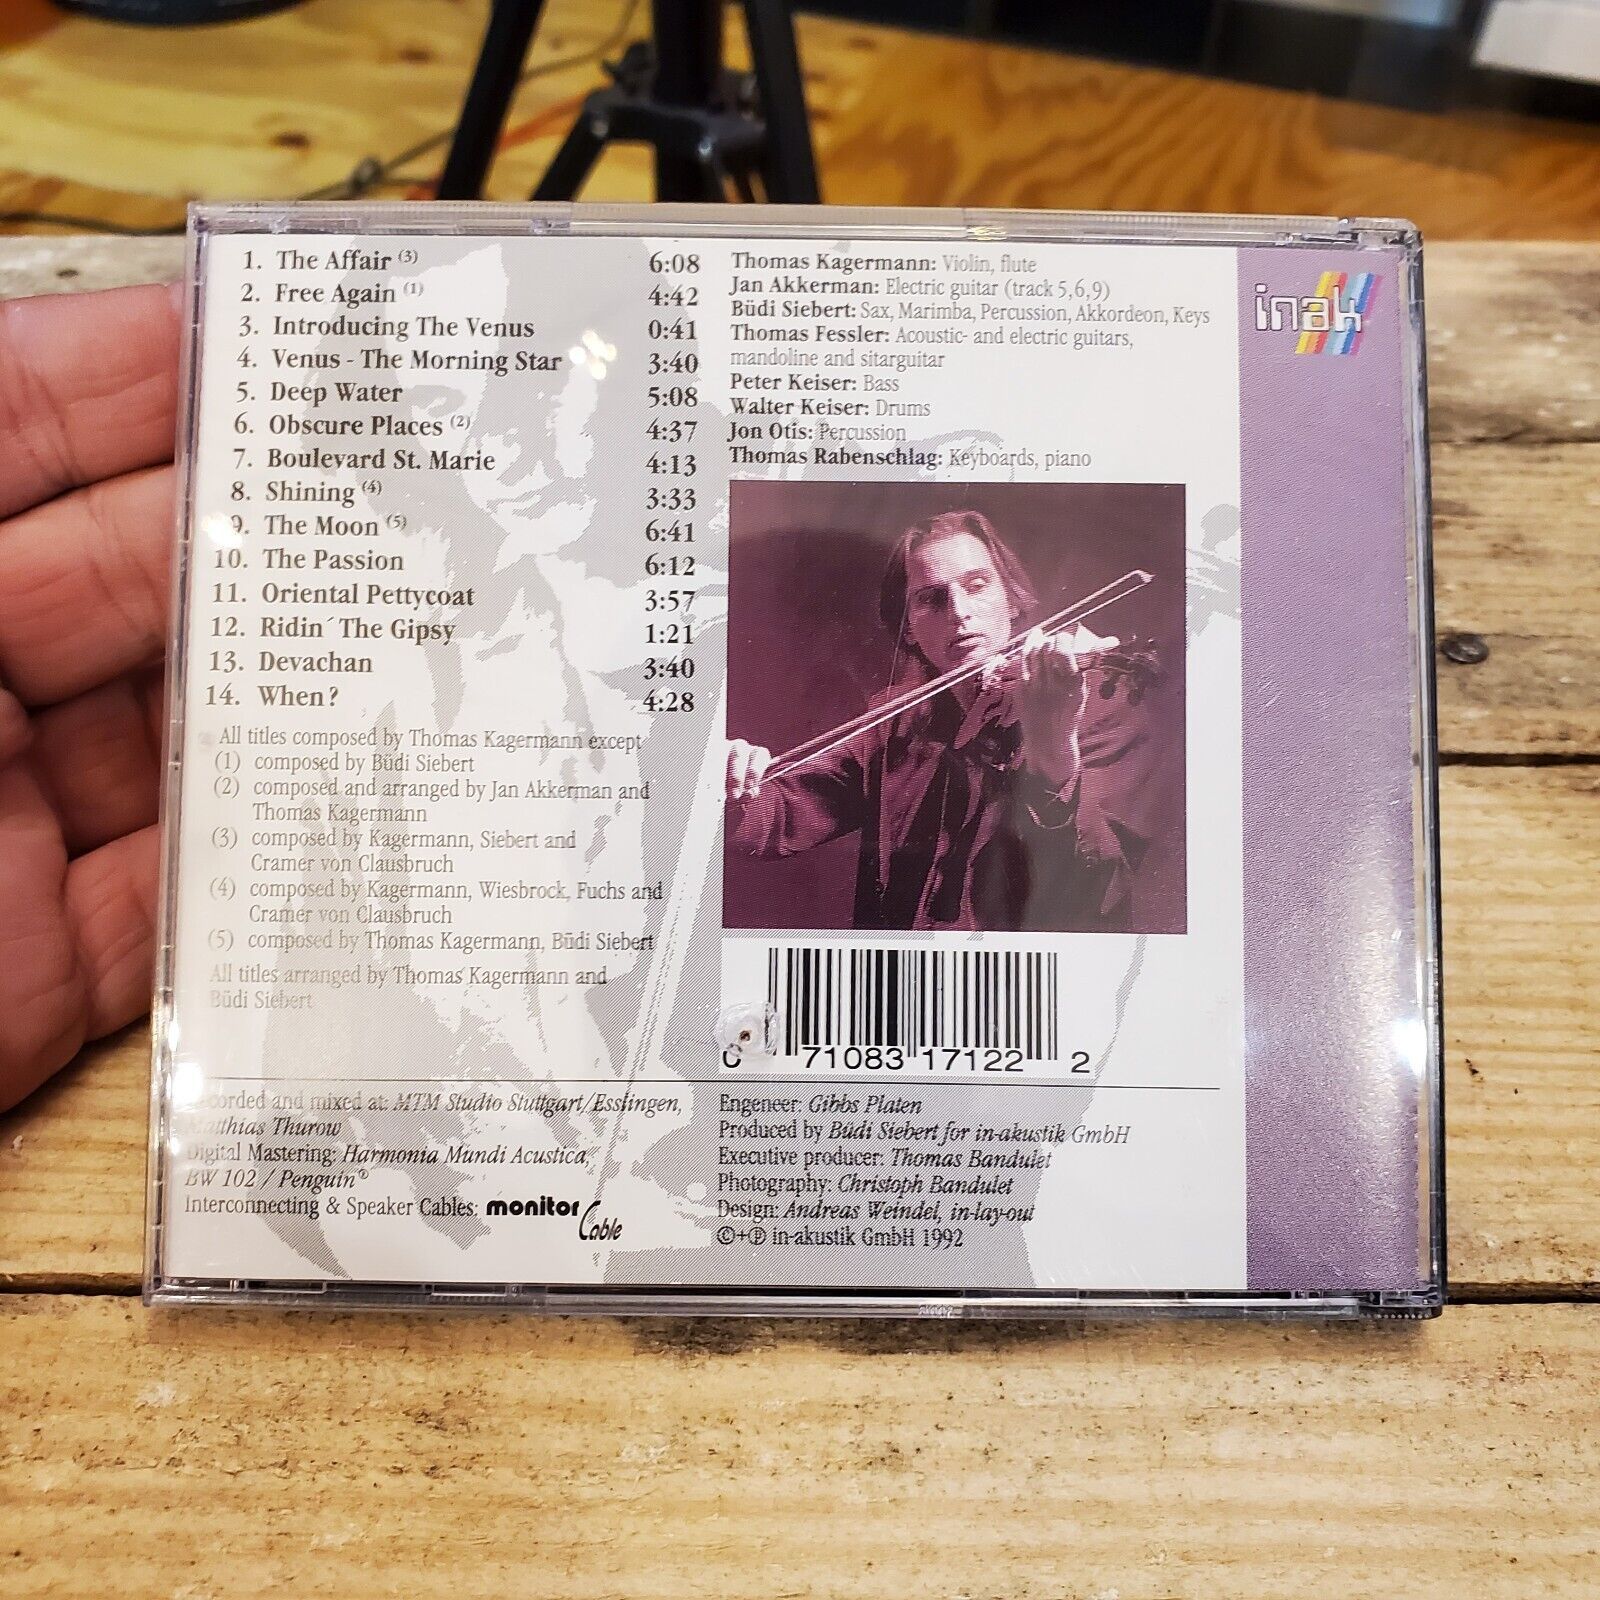 1. The Affair (3) 6:08
2. Free Again (1) 4:42
3. Introducing The Venus 0:41
4. Venus - The Morning Star 3:40
5. Deep Water 5:08
6. Obscure Places (2) 4:37
7. Boulevard St. Marie 4:13
8. Shining (4) 3:33
9. The Moon (5) 6:41
10. The Passion 6:12
11. Oriental Pettycoat 3:57
12. Ridin´ The Gipsy 1:21
13. Devachan 3:40
14. When? 4:28
All titles composed by Thomas Kagermann except
(1) composed by Büdi Siebert
(2) composed and arranged by Jan Akkerman and
Thomas Kagermann
(3) composed by Kagermann, Siebert and
Cramer von Clausbruch
(4) composed by Kagermann, Wiesbrock, Fuchs and
Cramer von Clausbruch
(5) composed by Thomas Kagermann, Büdi Siebert
All titles arranged by Thomas Kagermann and
Büdi Siebert
Thomas Kagermann: Violin, flute
Jan Akkerman: Electric guitar (track 5,6,9)
Büdi Siebert: Sax, Marimba, Percussion, Akkordeon, Keys
Thomas Fessler: Acoustic- and electric guitars,
mandoline and sitarguitar
Peter Keiser: Bass
Walter Keiser: Drums
Jon Otis: Percussion
Thomas Rabenschlag: Keyboards, piano
inak
71083 17122 2
and mixed at: MTM Studio Stuttgart/Esslingen,
Matthias Thurow
Digital Mastering: Harmonia Mundi Acustica,
BW 102 / Penguin®
Interconnecting & Speaker Cables: monitor Cable
Engeneer: Gibbs Platen
Produced by Büdi Siebert for in-akustik GmbH
Executive producer: Thomas Bandulet
Photography: Christoph Bandulet
Design: Andreas Weindel, in-lay-out
©+℗ in-akustik GmbH 1992